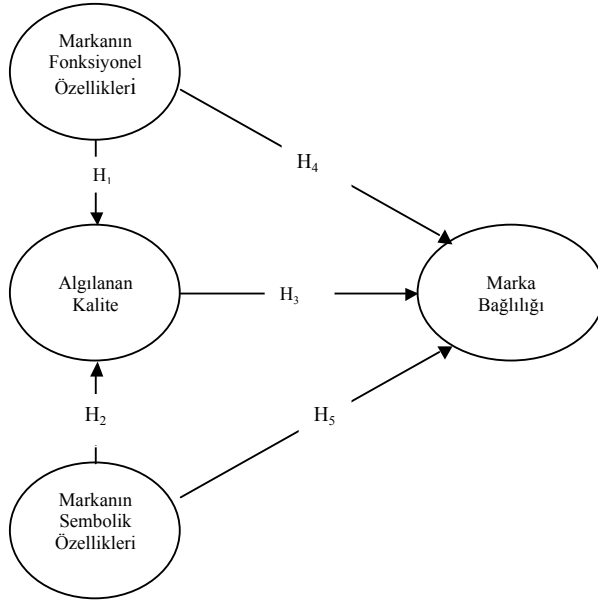 Markanın
Fonksiyonel
Özellikleri
H₁
H₄
Algılanan
Kalite
H₃
Marka
Bağlılığı
H₂
H₅
Markanın
Sembolik
Özellikleri